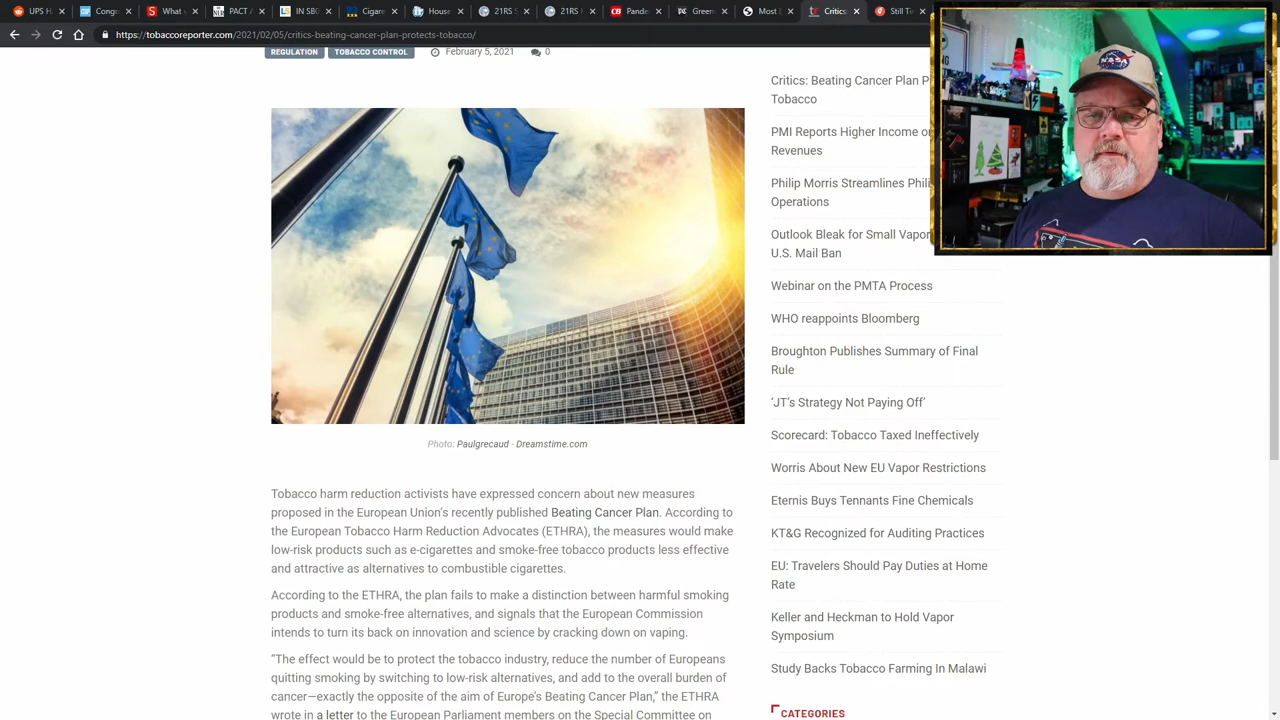 UPS H
Cong
What
PACT
IN SBD
Cigare
House
21RS
21RS
Pande
Green
Most L
Critics
Still Ti
https://tobaccoreporter.com/2021/02/05/critics-beating-cancer-plan-protects-tobacco/
REGULATION TOBACCO CONTROL February 5, 2021 0
Photo: Paulgrecaud - Dreamstime.com
Tobacco harm reduction activists have expressed concern about new measures
proposed in the European Union's recently published Beating Cancer Plan. According to
the European Tobacco Harm Reduction Advocates (ETHRA), the measures would make
low-risk products such as e-cigarettes and smoke-free tobacco products less effective
and attractive as alternatives to combustible cigarettes.
According to the ETHRA, the plan fails to make a distinction between harmful smoking
products and smoke-free alternatives, and signals that the European Commission
intends to turn its back on innovation and science by cracking down on vaping.
“The effect would be to protect the tobacco industry, reduce the number of Europeans
quitting smoking by switching to low-risk alternatives, and add to the overall burden of
cancer—exactly the opposite of the aim of Europe's Beating Cancer Plan,” the ETHRA
wrote in a letter to the European Parliament members on the Special Committee on
Critics: Beating Cancer Plan P
Tobacco
PMI Reports Higher Income o
Revenues
Philip Morris Streamlines Phili
Operations
Outlook Bleak for Small Vapor
U.S. Mail Ban
Webinar on the PMTA Process
WHO reappoints Bloomberg
Broughton Publishes Summary of Final
Rule
‘JT's Strategy Not Paying Off’
Scorecard: Tobacco Taxed Ineffectively
Worris About New EU Vapor Restrictions
Eternis Buys Tennants Fine Chemicals
KT&G Recognized for Auditing Practices
EU: Travelers Should Pay Duties at Home
Rate
Keller and Heckman to Hold Vapor
Symposium
Study Backs Tobacco Farming In Malawi
CATEGORIES
NASA